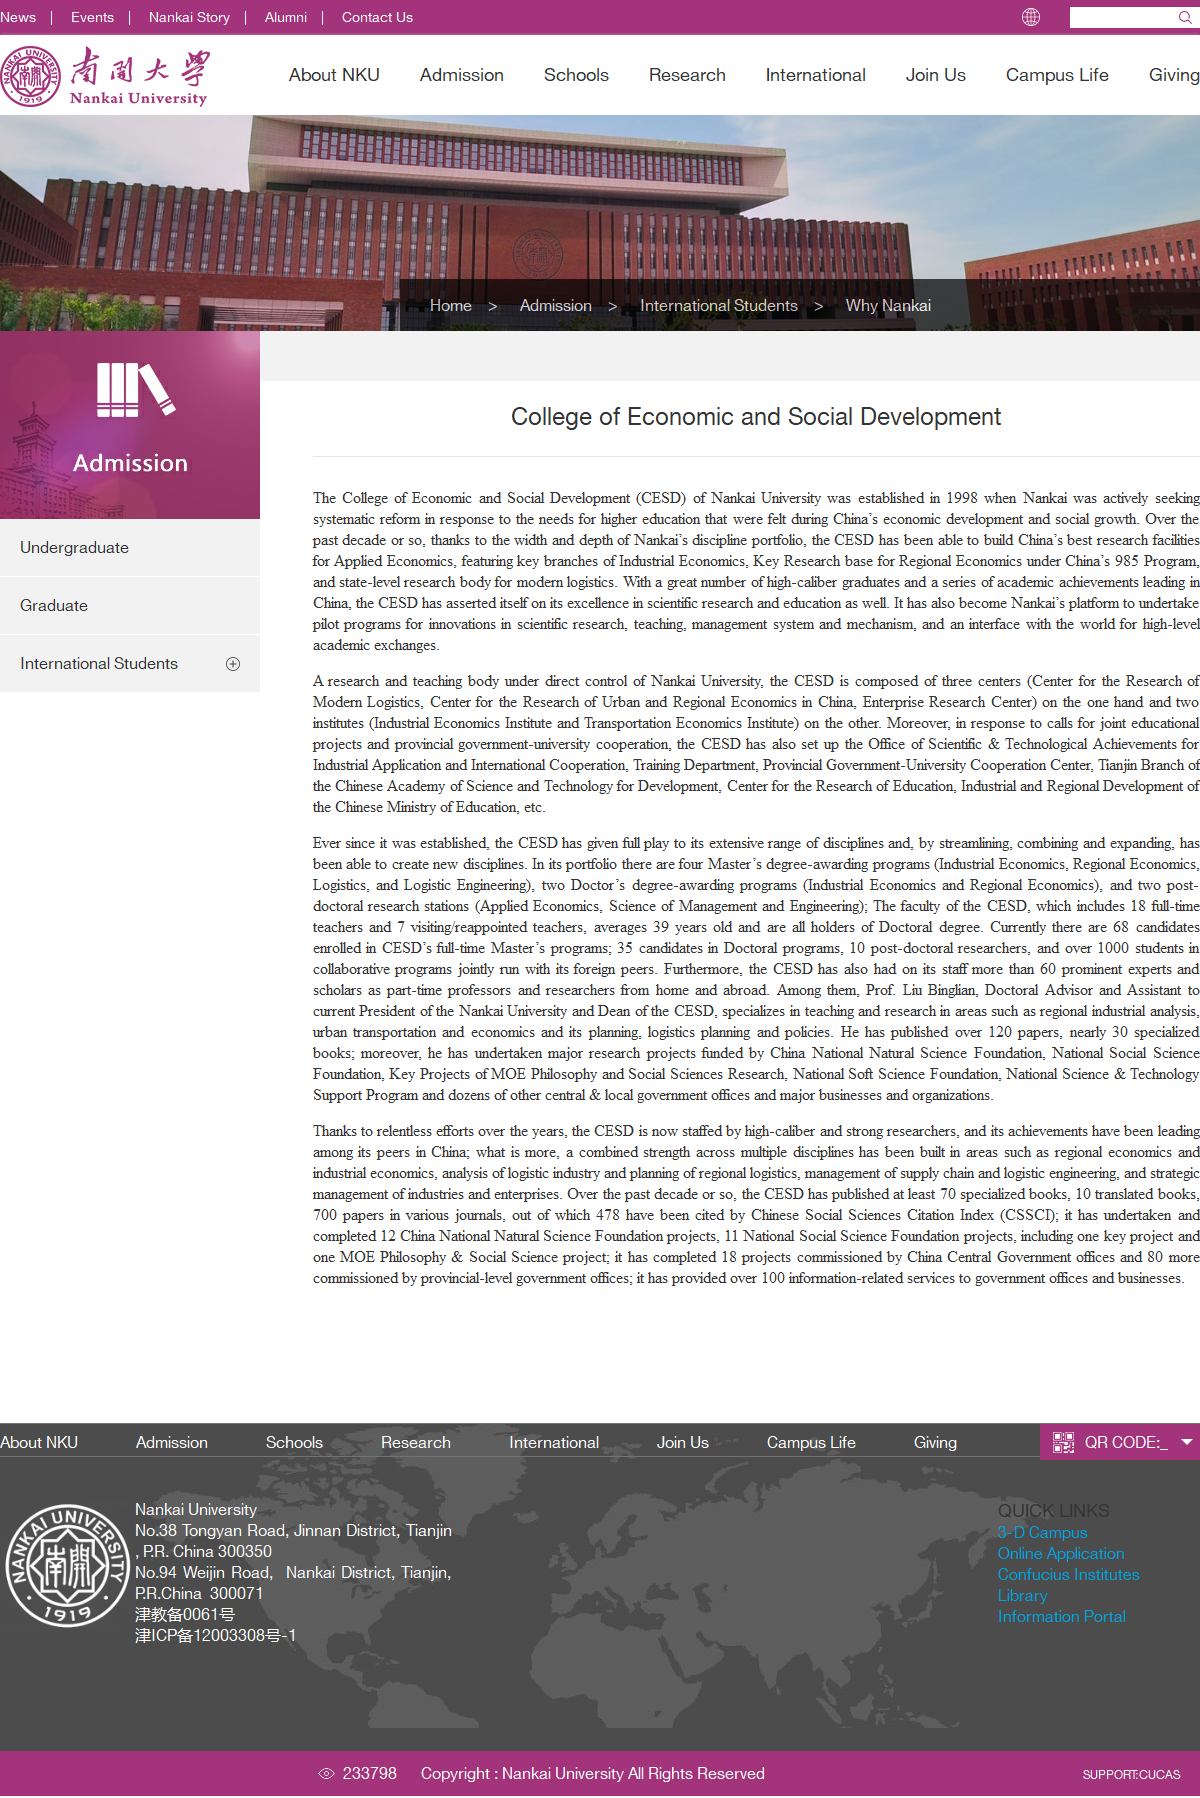 News | Events | Nankai Story | Alumni | Contact Us
NANKAI UNIVERSITY
南開
1919
南開大學
Nankai University
About NKU Admission Schools Research International Join Us Campus Life Giving
Home > Admission > International Students > Why Nankai
Admission
Undergraduate
Graduate
International Students
College of Economic and Social Development
The College of Economic and Social Development (CESD) of Nankai University was established in 1998 when Nankai was actively seeking
systematic reform in response to the needs for higher education that were felt during China’s economic development and social growth. Over the
past decade or so, thanks to the width and depth of Nankai’s discipline portfolio, the CESD has been able to build China’s best research facilities
for Applied Economics, featuring key branches of Industrial Economics, Key Research base for Regional Economics under China’s 985 Program,
and state-level research body for modern logistics. With a great number of high-caliber graduates and a series of academic achievements leading in
China, the CESD has asserted itself on its excellence in scientific research and education as well. It has also become Nankai’s platform to undertake
pilot programs for innovations in scientific research, teaching, management system and mechanism, and an interface with the world for high-level
academic exchanges.
A research and teaching body under direct control of Nankai University, the CESD is composed of three centers (Center for the Research of
Modern Logistics, Center for the Research of Urban and Regional Economics in China, Enterprise Research Center) on the one hand and two
institutes (Industrial Economics Institute and Transportation Economics Institute) on the other. Moreover, in response to calls for joint educational
projects and provincial government-university cooperation, the CESD has also set up the Office of Scientific & Technological Achievements for
Industrial Application and International Cooperation, Training Department, Provincial Government-University Cooperation Center, Tianjin Branch of
the Chinese Academy of Science and Technology for Development, Center for the Research of Education, Industrial and Regional Development of
the Chinese Ministry of Education, etc.
Ever since it was established, the CESD has given full play to its extensive range of disciplines and, by streamlining, combining and expanding, has
been able to create new disciplines. In its portfolio there are four Master’s degree-awarding programs (Industrial Economics, Regional Economics,
Logistics, and Logistic Engineering), two Doctor’s degree-awarding programs (Industrial Economics and Regional Economics), and two post-
doctoral research stations (Applied Economics, Science of Management and Engineering); The faculty of the CESD, which includes 18 full-time
teachers and 7 visiting/reappointed teachers, averages 39 years old and are all holders of Doctoral degree. Currently there are 68 candidates
enrolled in CESD’s full-time Master’s programs; 35 candidates in Doctoral programs, 10 post-doctoral researchers, and over 1000 students in
collaborative programs jointly run with its foreign peers. Furthermore, the CESD has also had on its staff more than 60 prominent experts and
scholars as part-time professors and researchers from home and abroad. Among them, Prof. Liu Binglian, Doctoral Advisor and Assistant to
current President of the Nankai University and Dean of the CESD, specializes in teaching and research in areas such as regional industrial analysis,
urban transportation and economics and its planning, logistics planning and policies. He has published over 120 papers, nearly 30 specialized
books; moreover, he has undertaken major research projects funded by China National Natural Science Foundation, National Social Science
Foundation, Key Projects of MOE Philosophy and Social Sciences Research, National Soft Science Foundation, National Science & Technology
Support Program and dozens of other central & local government offices and major businesses and organizations.
Thanks to relentless efforts over the years, the CESD is now staffed by high-caliber and strong researchers, and its achievements have been leading
among its peers in China; what is more, a combined strength across multiple disciplines has been built in areas such as regional economics and
industrial economics, analysis of logistic industry and planning of regional logistics, management of supply chain and logistic engineering, and strategic
management of industries and enterprises. Over the past decade or so, the CESD has published at least 70 specialized books, 10 translated books,
700 papers in various journals, out of which 478 have been cited by Chinese Social Sciences Citation Index (CSSCI); it has undertaken and
completed 12 China National Natural Science Foundation projects, 11 National Social Science Foundation projects, including one key project and
one MOE Philosophy & Social Science project; it has completed 18 projects commissioned by China Central Government offices and 80 more
commissioned by provincial-level government offices; it has provided over 100 information-related services to government offices and businesses.
About NKU Admission Schools Research International Join Us Campus Life Giving QR CODE:_
NANKAI UNIVERSITY
南開
1919
Nankai University
No.38 Tongyan Road, Jinnan District, Tianjin
, P.R. China 300350
No.94 Weijin Road, Nankai District, Tianjin,
P.R.China 300071
津教备0061号
津ICP备12003308号-1
QUICK LINKS
3-D Campus
Online Application
Confucius Institutes
Library
Information Portal
233798 Copyright : Nankai University All Rights Reserved
SUPPORT:CUCAS